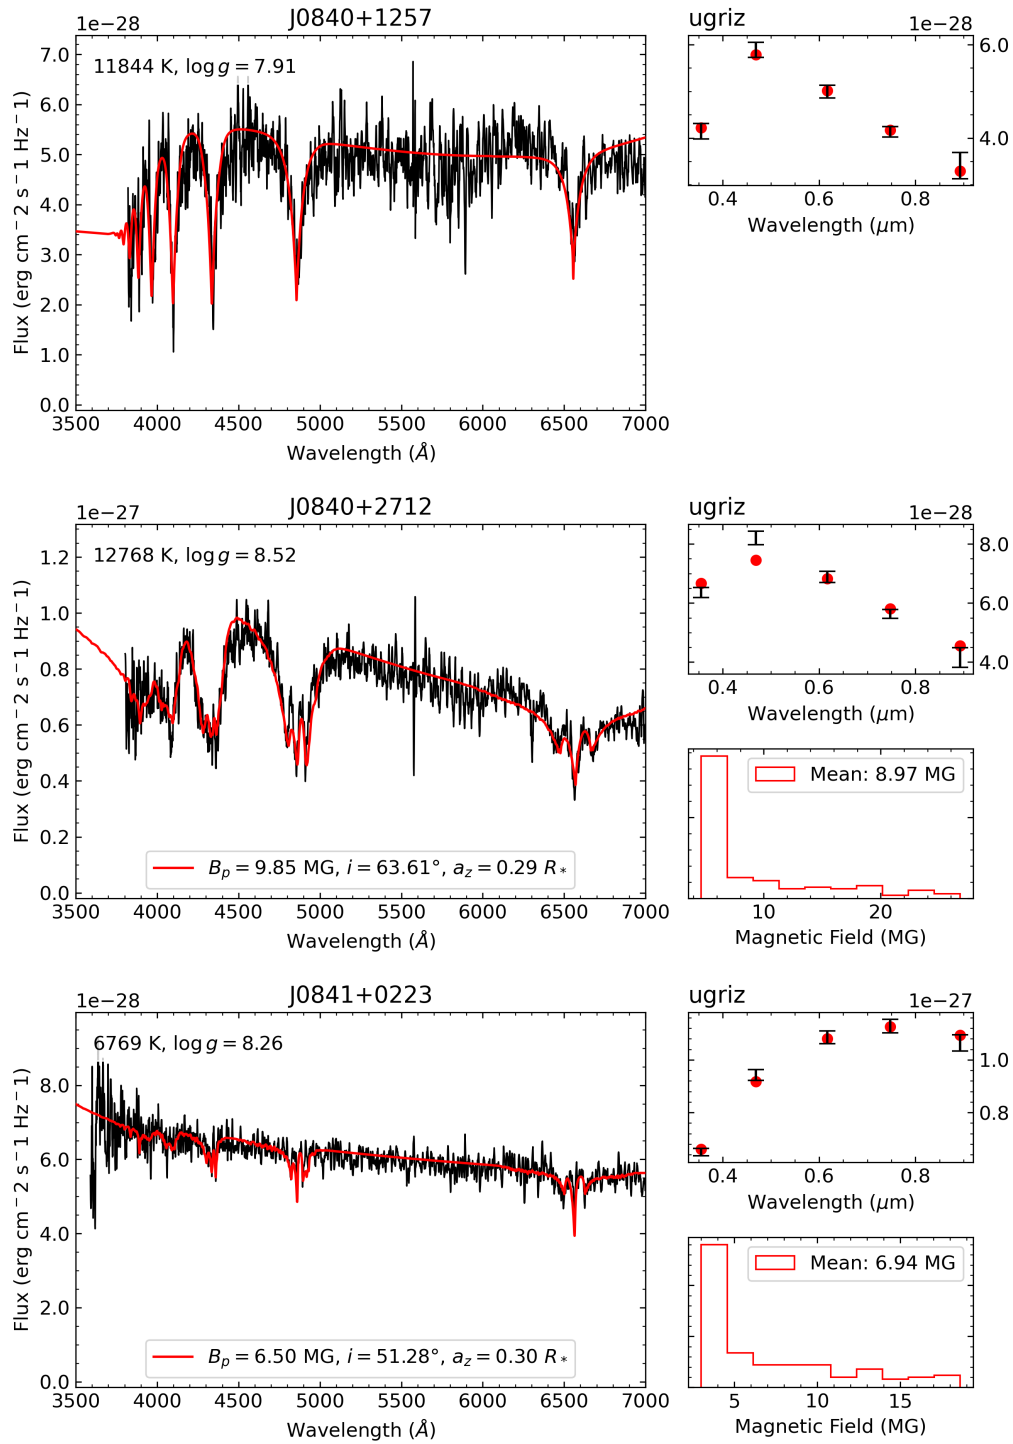 J0840+1257
1e−28
11844 K, log g = 7.91
7.0
6.0
5.0
4.0
3.0
2.0
1.0
0.0
Flux (erg cm−2 s−1 Hz−1)
3500 4000 4500 5000 5500 6000 6500 7000
Wavelength (Å)
ugriz
1e−28
6.0
4.0
0.4 0.6 0.8
Wavelength (μm)
J0840+2712
1e−27
12768 K, log g = 8.52
1.2
1.0
0.8
0.6
0.4
0.2
0.0
Flux (erg cm−2 s−1 Hz−1)
B_p = 9.85 MG, i = 63.61°, a_z = 0.29 R_*
3500 4000 4500 5000 5500 6000 6500 7000
Wavelength (Å)
ugriz
1e−28
8.0
6.0
4.0
0.4 0.6 0.8
Wavelength (μm)
Mean: 8.97 MG
10 20
Magnetic Field (MG)
J0841+0223
1e−28
6769 K, log g = 8.26
8.0
6.0
4.0
2.0
0.0
Flux (erg cm−2 s−1 Hz−1)
B_p = 6.50 MG, i = 51.28°, a_z = 0.30 R_*
3500 4000 4500 5000 5500 6000 6500 7000
Wavelength (Å)
ugriz
1e−27
1.0
0.8
0.4 0.6 0.8
Wavelength (μm)
Mean: 6.94 MG
5 10 15
Magnetic Field (MG)